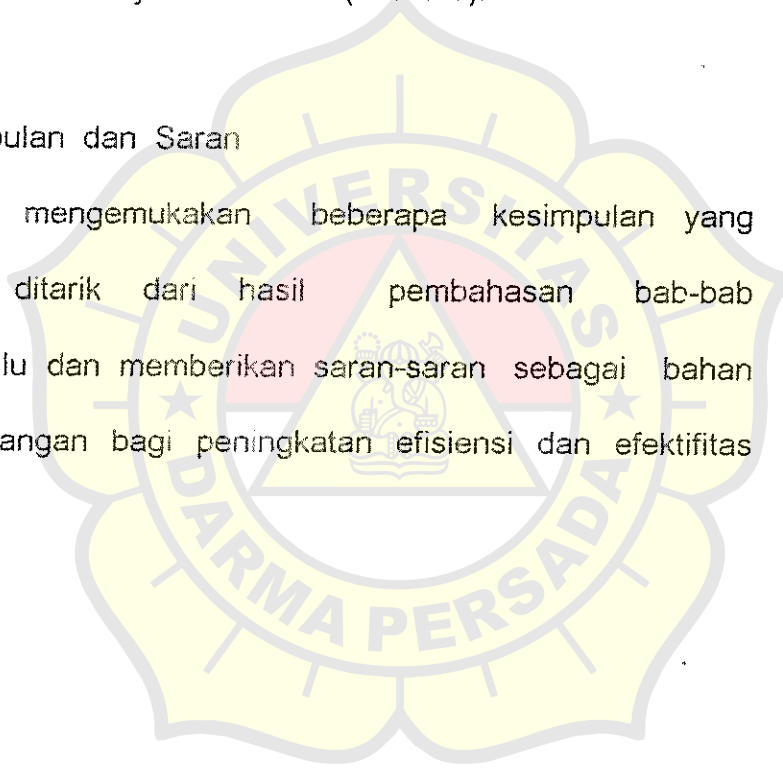 pulan dan Saran
mengemukakan beberapa kesimpulan yang
ditarik dari hasil pembahasan bab-bab
lu dan memberikan saran-saran sebagai bahan
angan bagi peningkatan efisiensi dan efektifitas
UNIVERSITAS
DARMA PERSADA